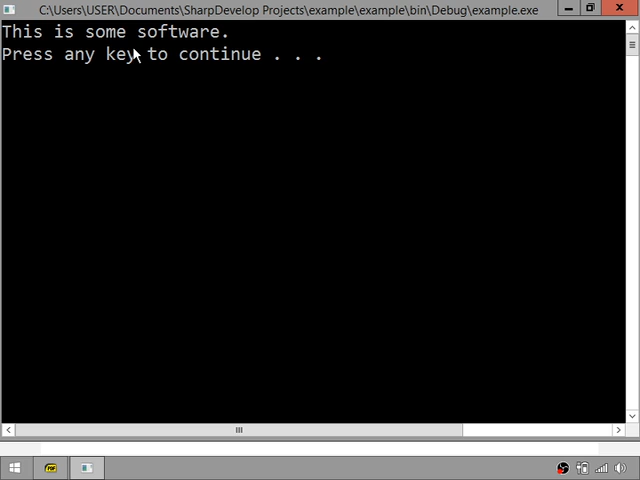 C:\Users\USER\Documents\SharpDevelop Projects\example\example\bin\Debug\example.exe
This is some software.
Press any key to continue . . .
PDF